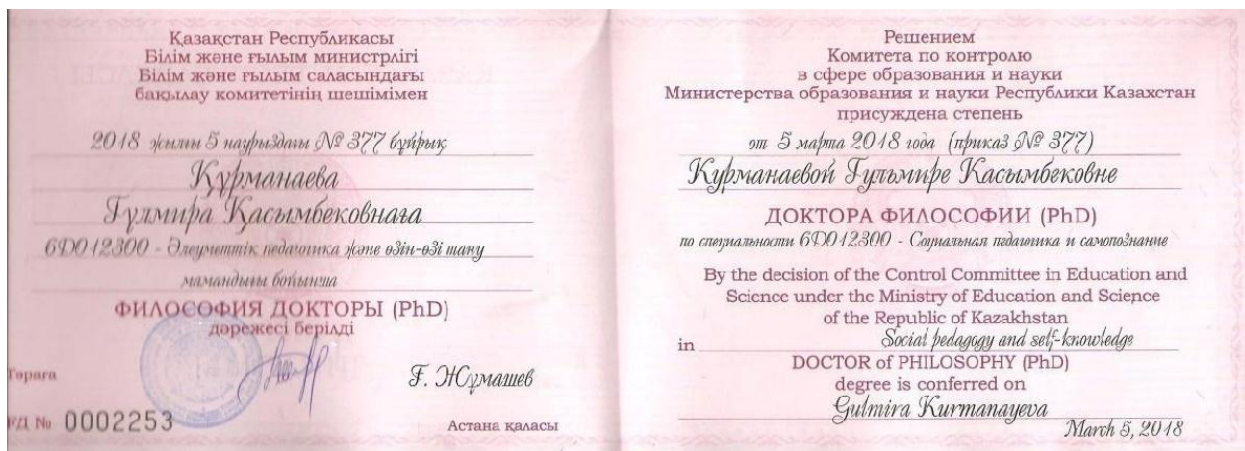 Қазақстан Республикасы
Білім және ғылым министрлігі
Білім және ғылым саласындағы
бақылау комитетінің шешімімен
2018 жылғы 5 наурыздағы № 377 бұйрық
Құрманаева
Гүлмира Қасымбековнаға
6D012300 - Әлеуметтік педагогика және өзін-өзі тану
мамандығы бойынша
ФИЛОСОФИЯ ДОКТОРЫ (PhD)
дәрежесі берілді
Төраға
Ғ. Жұмашев
ҒД № 0002253
Астана қаласы
Решением
Комитета по контролю
в сфере образования и науки
Министерства образования и науки Республики Казахстан
присуждена степень
от 5 марта 2018 года (приказ № 377)
Курманаевой Гульмире Касымбековне
ДОКТОРА ФИЛОСОФИИ (PhD)
по специальности 6D012300 - Социальная педагогика и самопознание
By the decision of the Control Committee in Education and
Science under the Ministry of Education and Science
of the Republic of Kazakhstan
in Social pedagogy and self-knowledge
DOCTOR of PHILOSOPHY (PhD)
degree is conferred on
Gulmira Kurmanayeva
March 5, 2018